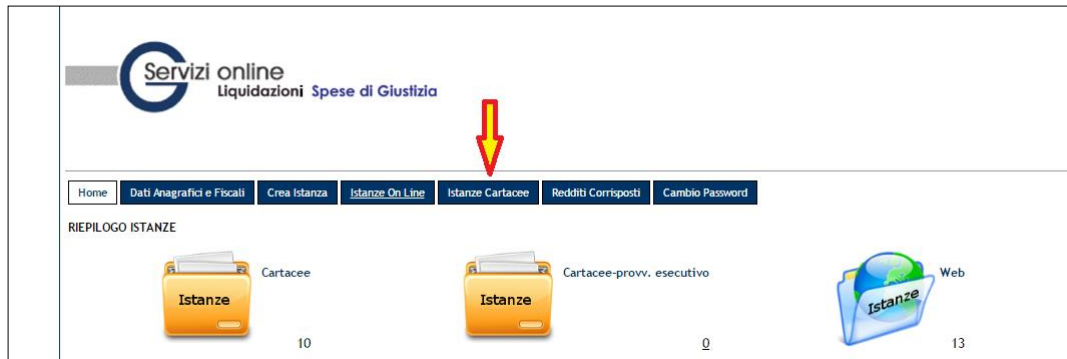 Servizi online
Liquidazioni Spese di Giustizia
Home Dati Anagrafici e Fiscali Crea Istanza Istanze On Line Istanze Cartacee Redditi Corrisposti Cambio Password
RIEPILOGO ISTANZE
Cartacee Cartacee-provv. esecutivo Web
Istanze Istanze Istanze
10 0 13